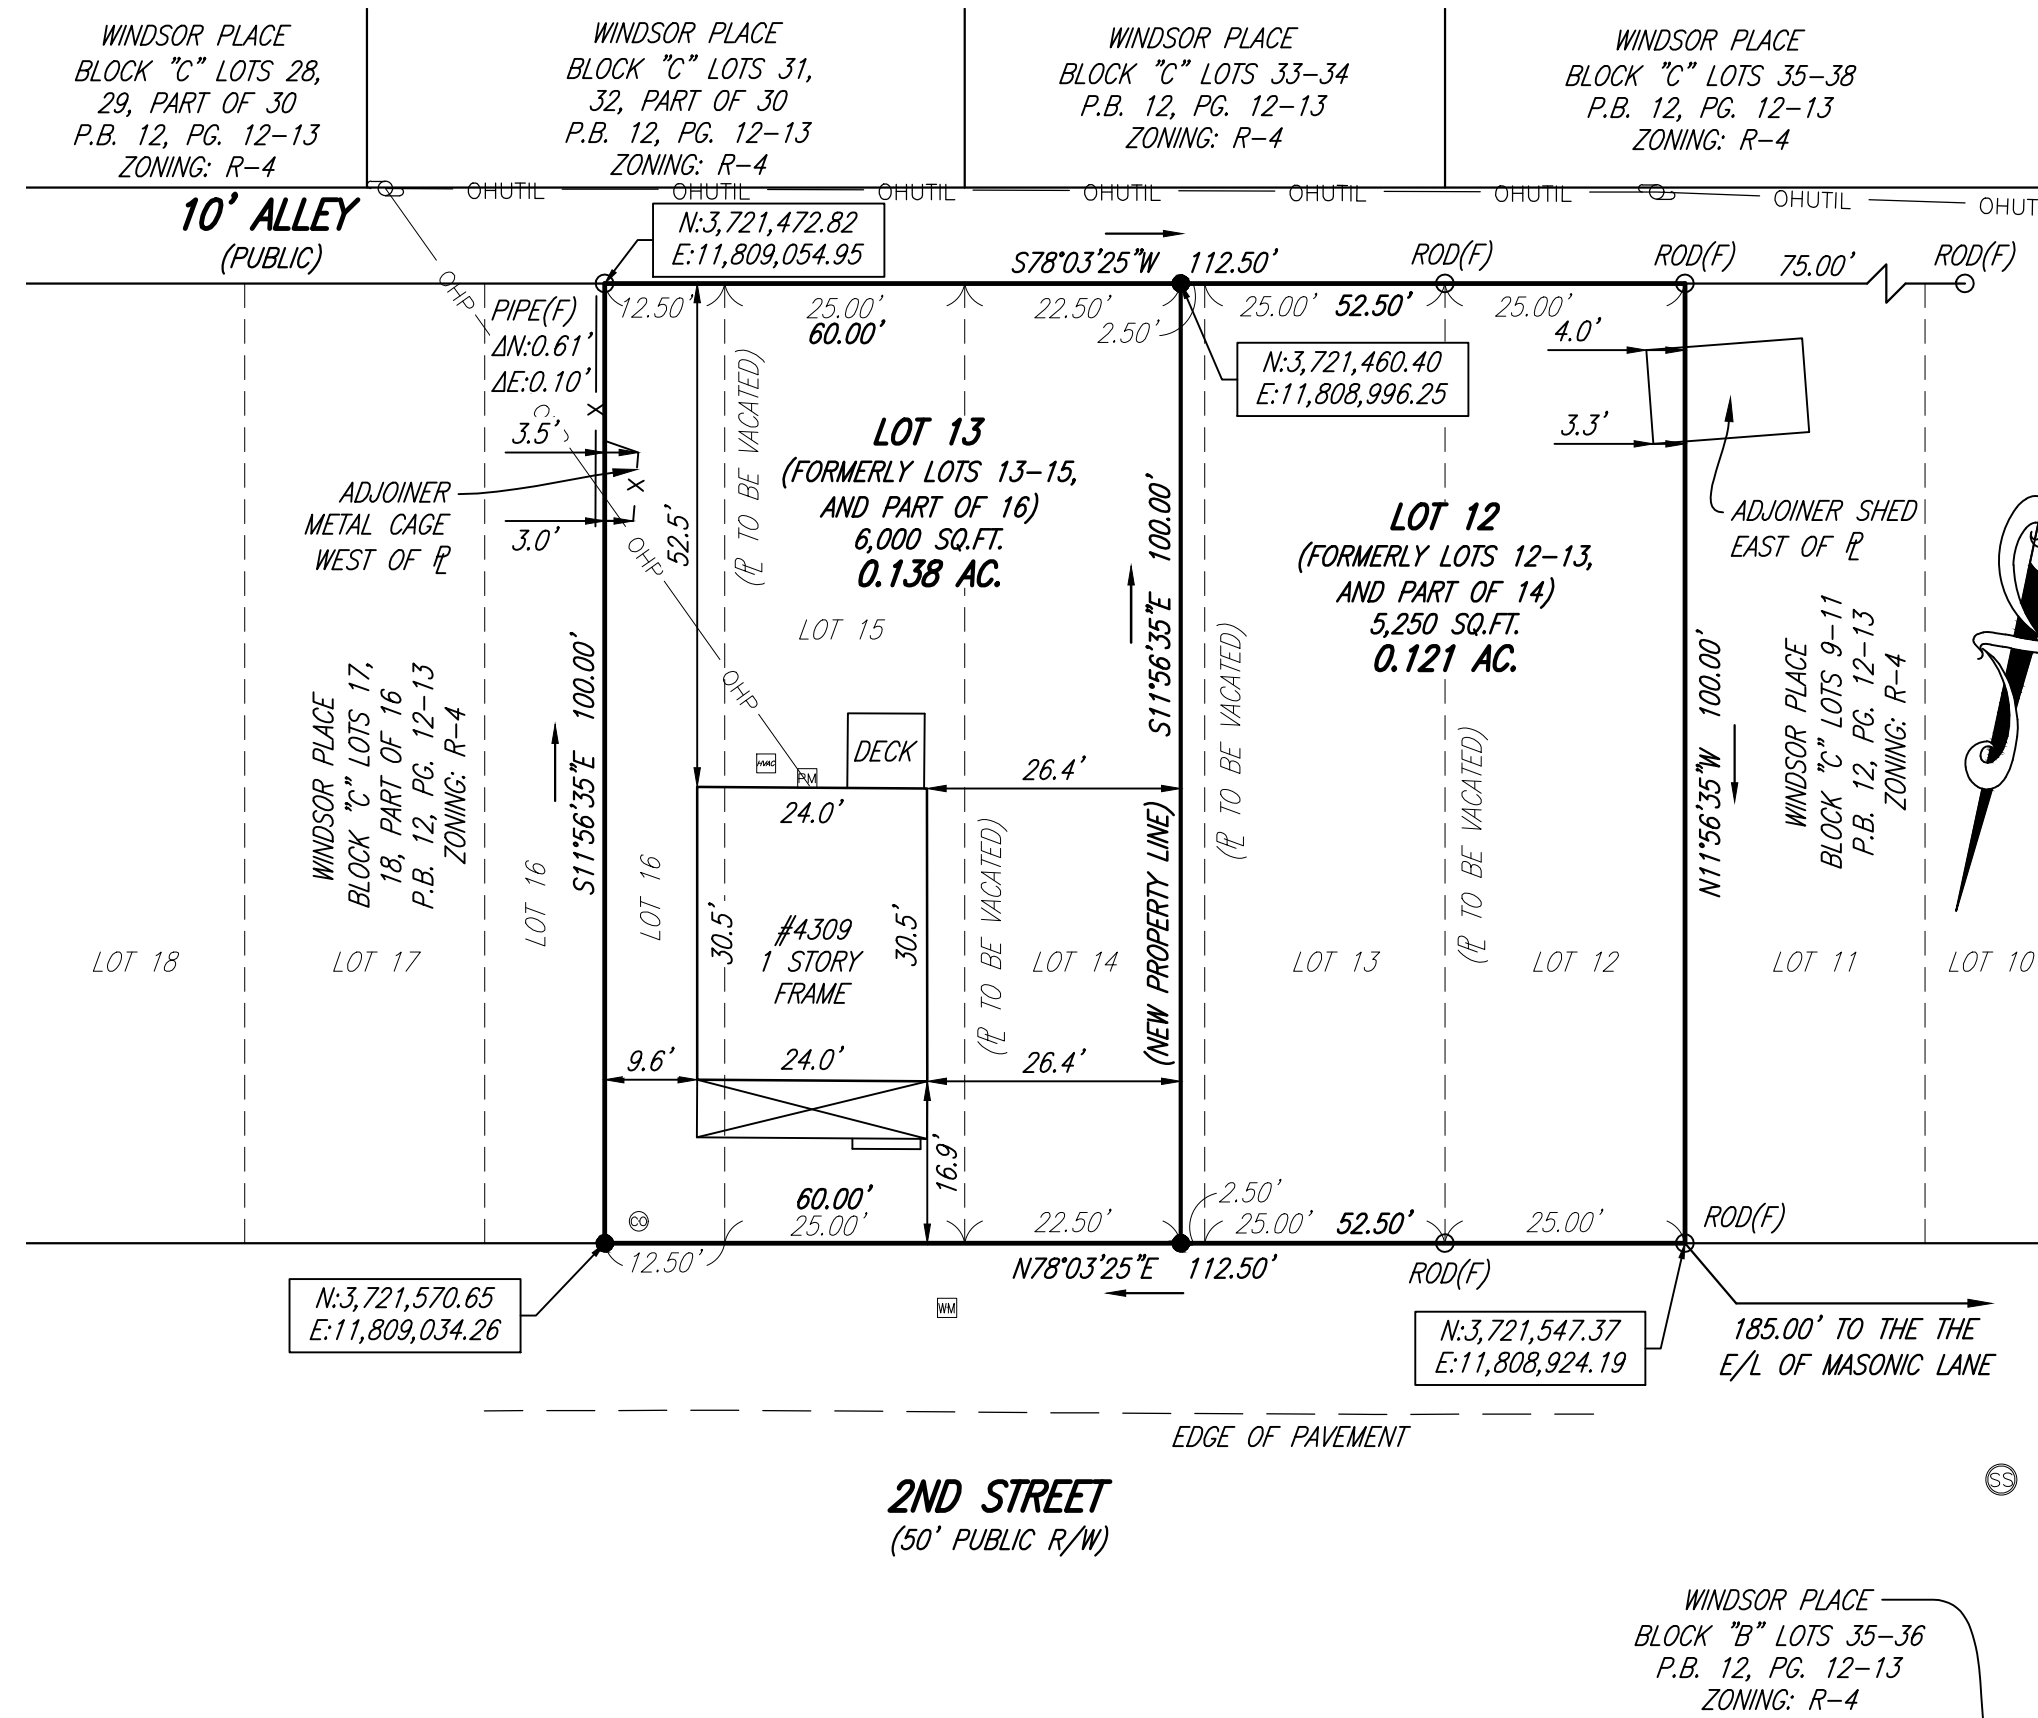 WINDSOR PLACE
BLOCK "C" LOTS 28,
29, PART OF 30
P.B. 12, PG. 12-13
ZONING: R-4
WINDSOR PLACE
BLOCK "C" LOTS 31,
32, PART OF 30
P.B. 12, PG. 12-13
ZONING: R-4
WINDSOR PLACE
BLOCK "C" LOTS 33-34
P.B. 12, PG. 12-13
ZONING: R-4
WINDSOR PLACE
BLOCK "C" LOTS 35-38
P.B. 12, PG. 12-13
ZONING: R-4
OHUTIL OHUTIL OHUTIL OHUTIL OHUTIL OHUTIL OHUTIL OHUT
10' ALLEY
(PUBLIC)
N:3,721,472.82
E:11,809,054.95
S78°03'25"W 112.50'
ROD(F)
ROD(F)
75.00'
ROD(F)
OHP
PIPE(F)
ΔN:0.61'
ΔE:0.10'
12.50'
25.00'
60.00'
22.50'
2.50'
25.00'
52.50'
25.00'
4.0'
3.3'
N:3,721,460.40
E:11,808,996.25
X
3.5'
ADJOINER
METAL CAGE
WEST OF ℄
3.0'
X
OHP
52.5'
(℄ TO BE VACATED)
LOT 13
(FORMERLY LOTS 13-15,
AND PART OF 16)
6,000 SQ.FT.
0.138 AC.
LOT 15
S11°56'35"E 100.00'
LOT 12
(FORMERLY LOTS 12-13,
AND PART OF 14)
5,250 SQ.FT.
0.121 AC.
ADJOINER SHED
EAST OF ℄
WINDSOR PLACE
BLOCK "C" LOTS 17,
18, PART OF 16
P.B. 12, PG. 12-13
ZONING: R-4
S11°56'35"E 100.00'
OHP
HVAC
PM
DECK
26.4'
24.0'
(℄ TO BE VACATED)
(℄ TO BE VACATED)
N11°56'35"W 100.00'
WINDSOR PLACE
BLOCK "C" LOTS 9-11
P.B. 12, PG. 12-13
ZONING: R-4
LOT 16
LOT 16
30.5'
#4309
1 STORY
FRAME
30.5'
(℄ TO BE VACATED)
(NEW PROPERTY LINE)
LOT 18
LOT 17
LOT 14
LOT 13
LOT 12
LOT 11
LOT 10
9.6'
24.0'
26.4'
16.9'
CO
60.00'
25.00'
22.50'
2.50'
25.00'
52.50'
25.00'
ROD(F)
12.50'
N78°03'25"E 112.50'
ROD(F)
N:3,721,570.65
E:11,809,034.26
WM
N:3,721,547.37
E:11,808,924.19
185.00' TO THE THE
E/L OF MASONIC LANE
EDGE OF PAVEMENT
2ND STREET
(50' PUBLIC R/W)
SS
WINDSOR PLACE
BLOCK "B" LOTS 35-36
P.B. 12, PG. 12-13
ZONING: R-4